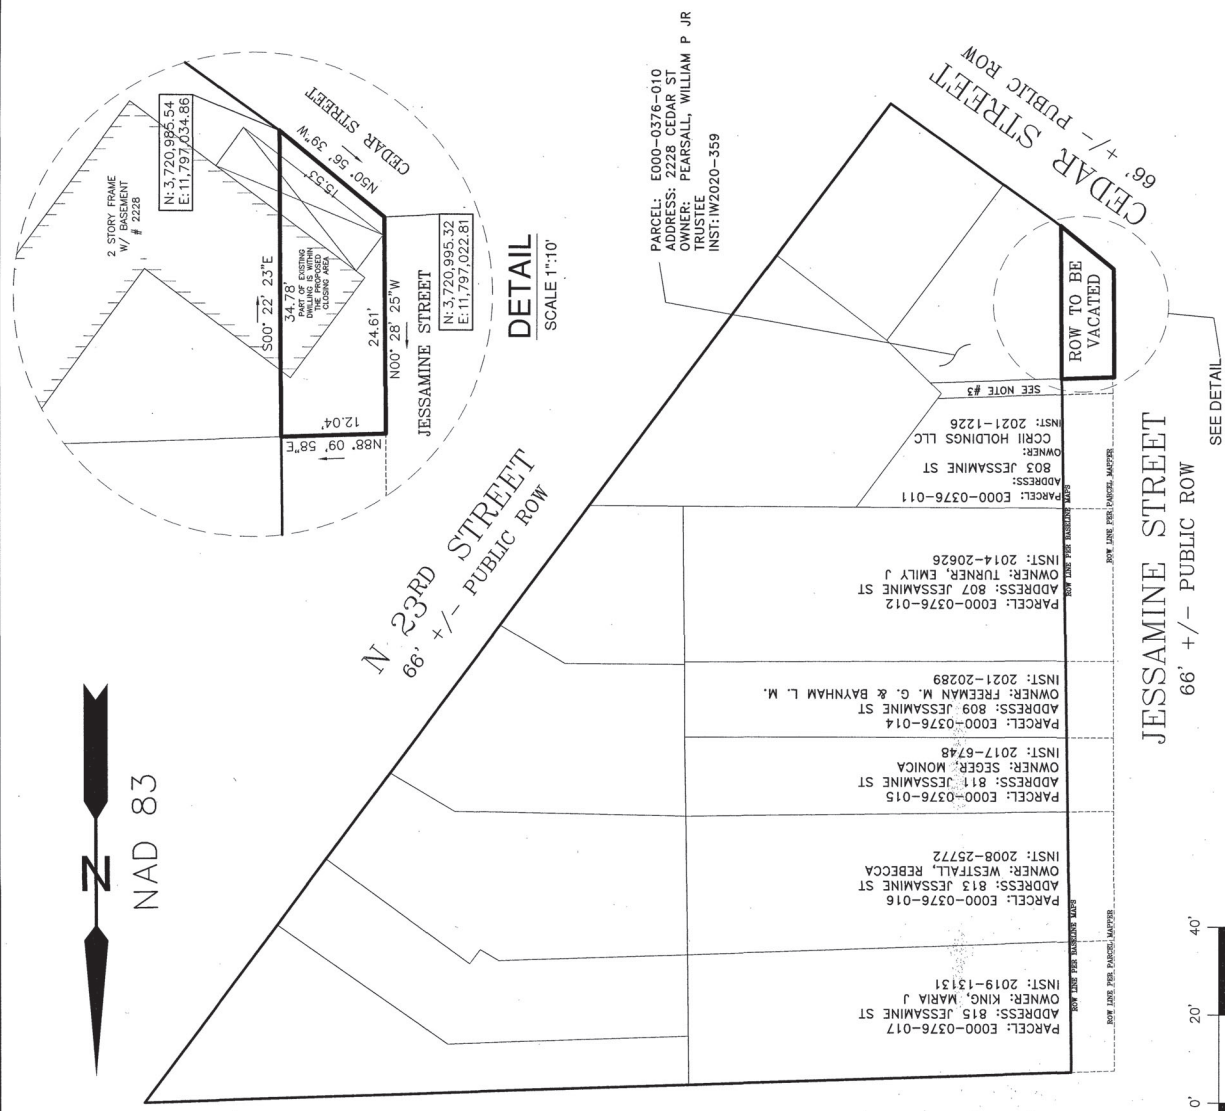 2 STORY FRAME
W/ BASEMENT
# 2228
N: 3,720,985.54
E: 11,797,034.86
CEDAR STREET
N50° 56' 39"W
15.53'
S00° 22' 23"E
34.78'
PART OF EXISTING
DWILLING IS WITHIN
THE PROPOSED
CLOSING AREA
24.61'
N00° 28' 25"W
12.04'
N88° 09' 58"E
JESSAMINE STREET
N: 3,720,995.32
E: 11,797,022.81
DETAIL
SCALE 1":10'
PARCEL: E000-0376-010
ADDRESS: 2228 CEDAR ST
OWNER: PEARSALL, WILLIAM P JR
TRUSTEE
INST:IW2020-359
CEDAR STREET
66' +/- PUBLIC ROW
N 23RD STREET
66' +/- PUBLIC ROW
N
NAD 83
ROW TO BE
VACATED
SEE NOTE #3
SEE DETAIL
PARCEL: E000-0376-011
ADDRESS:
803 JESSAMINE ST
OWNER:
CCRII HOLDINGS LLC
INST: 2021-1226
PARCEL: E000-0376-012
ADDRESS: 807 JESSAMINE ST
OWNER: TURNER, EMILY J
INST: 2014-20626
PARCEL: E000-0376-014
ADDRESS: 809 JESSAMINE ST
OWNER: FREEMAN M. G. & BAYNHAM L. M.
INST: 2021-20289
PARCEL: E000-0376-015
ADDRESS: 811 JESSAMINE ST
OWNER: SEGER MONICA
INST: 2017-6748
PARCEL: E000-0376-016
ADDRESS: 813 JESSAMINE ST
OWNER: WESTFALL, REBECCA
INST: 2008-25772
PARCEL: E000-0376-017
ADDRESS: 815 JESSAMINE ST
OWNER: KING, MARIA J
INST: 2019-13131
ROW LINE PER BASELINE MAPS
ROW LINE PER PARCEL MAPPER
ROW LINE PER BASELINE MAPS
ROW LINE PER PARCEL MAPPER
JESSAMINE STREET
66' +/- PUBLIC ROW
0'
20'
40'